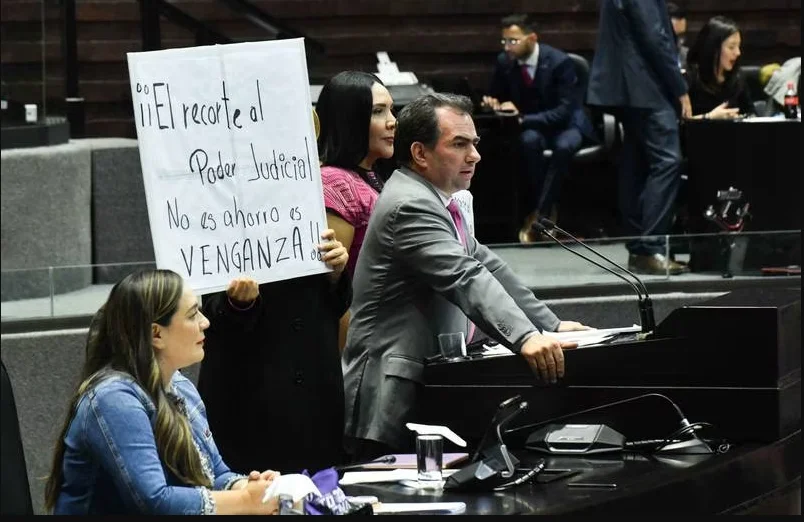 ¡¡El recorte al
Poder Judicial
No es ahorro es
VENGANZA!!